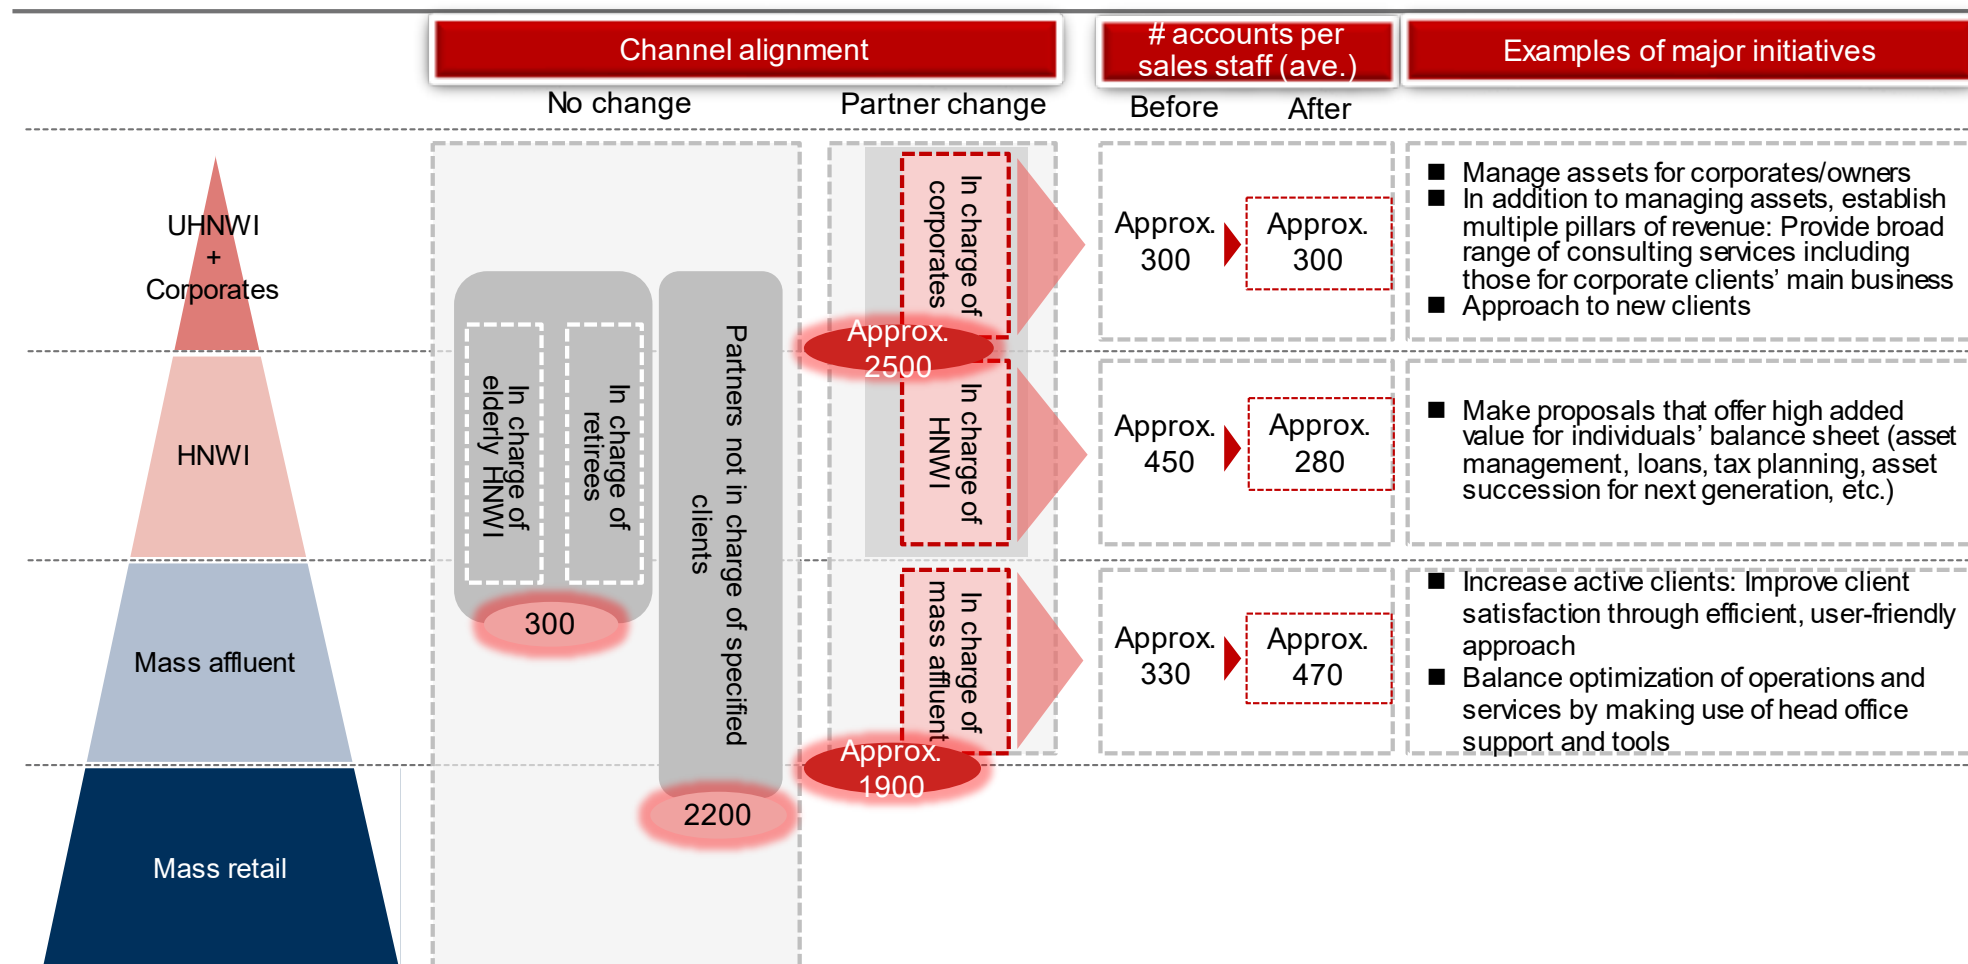 Channel alignment
# accounts per
sales staff (ave.)
Examples of major initiatives
No change
Partner change
Before
After
UHNWI
+
Corporates
In charge of
corporates
Approx.
300
Approx.
300
■ Manage assets for corporates/owners
■ In addition to managing assets, establish
multiple pillars of revenue: Provide broad
range of consulting services including
those for corporate clients’ main business
■ Approach to new clients
Approx.
2500
HNWI
In charge of
elderly HNWI
In charge of
retirees
Partners not in charge of specified
clients
In charge of
HNWI
Approx.
450
Approx.
280
■ Make proposals that offer high added
value for individuals’ balance sheet (asset
management, loans, tax planning, asset
succession for next generation, etc.)
300
Mass affluent
In charge of
mass affluent
Approx.
330
Approx.
470
■ Increase active clients: Improve client
satisfaction through efficient, user-friendly
approach
■ Balance optimization of operations and
services by making use of head office
support and tools
Approx.
1900
2200
Mass retail